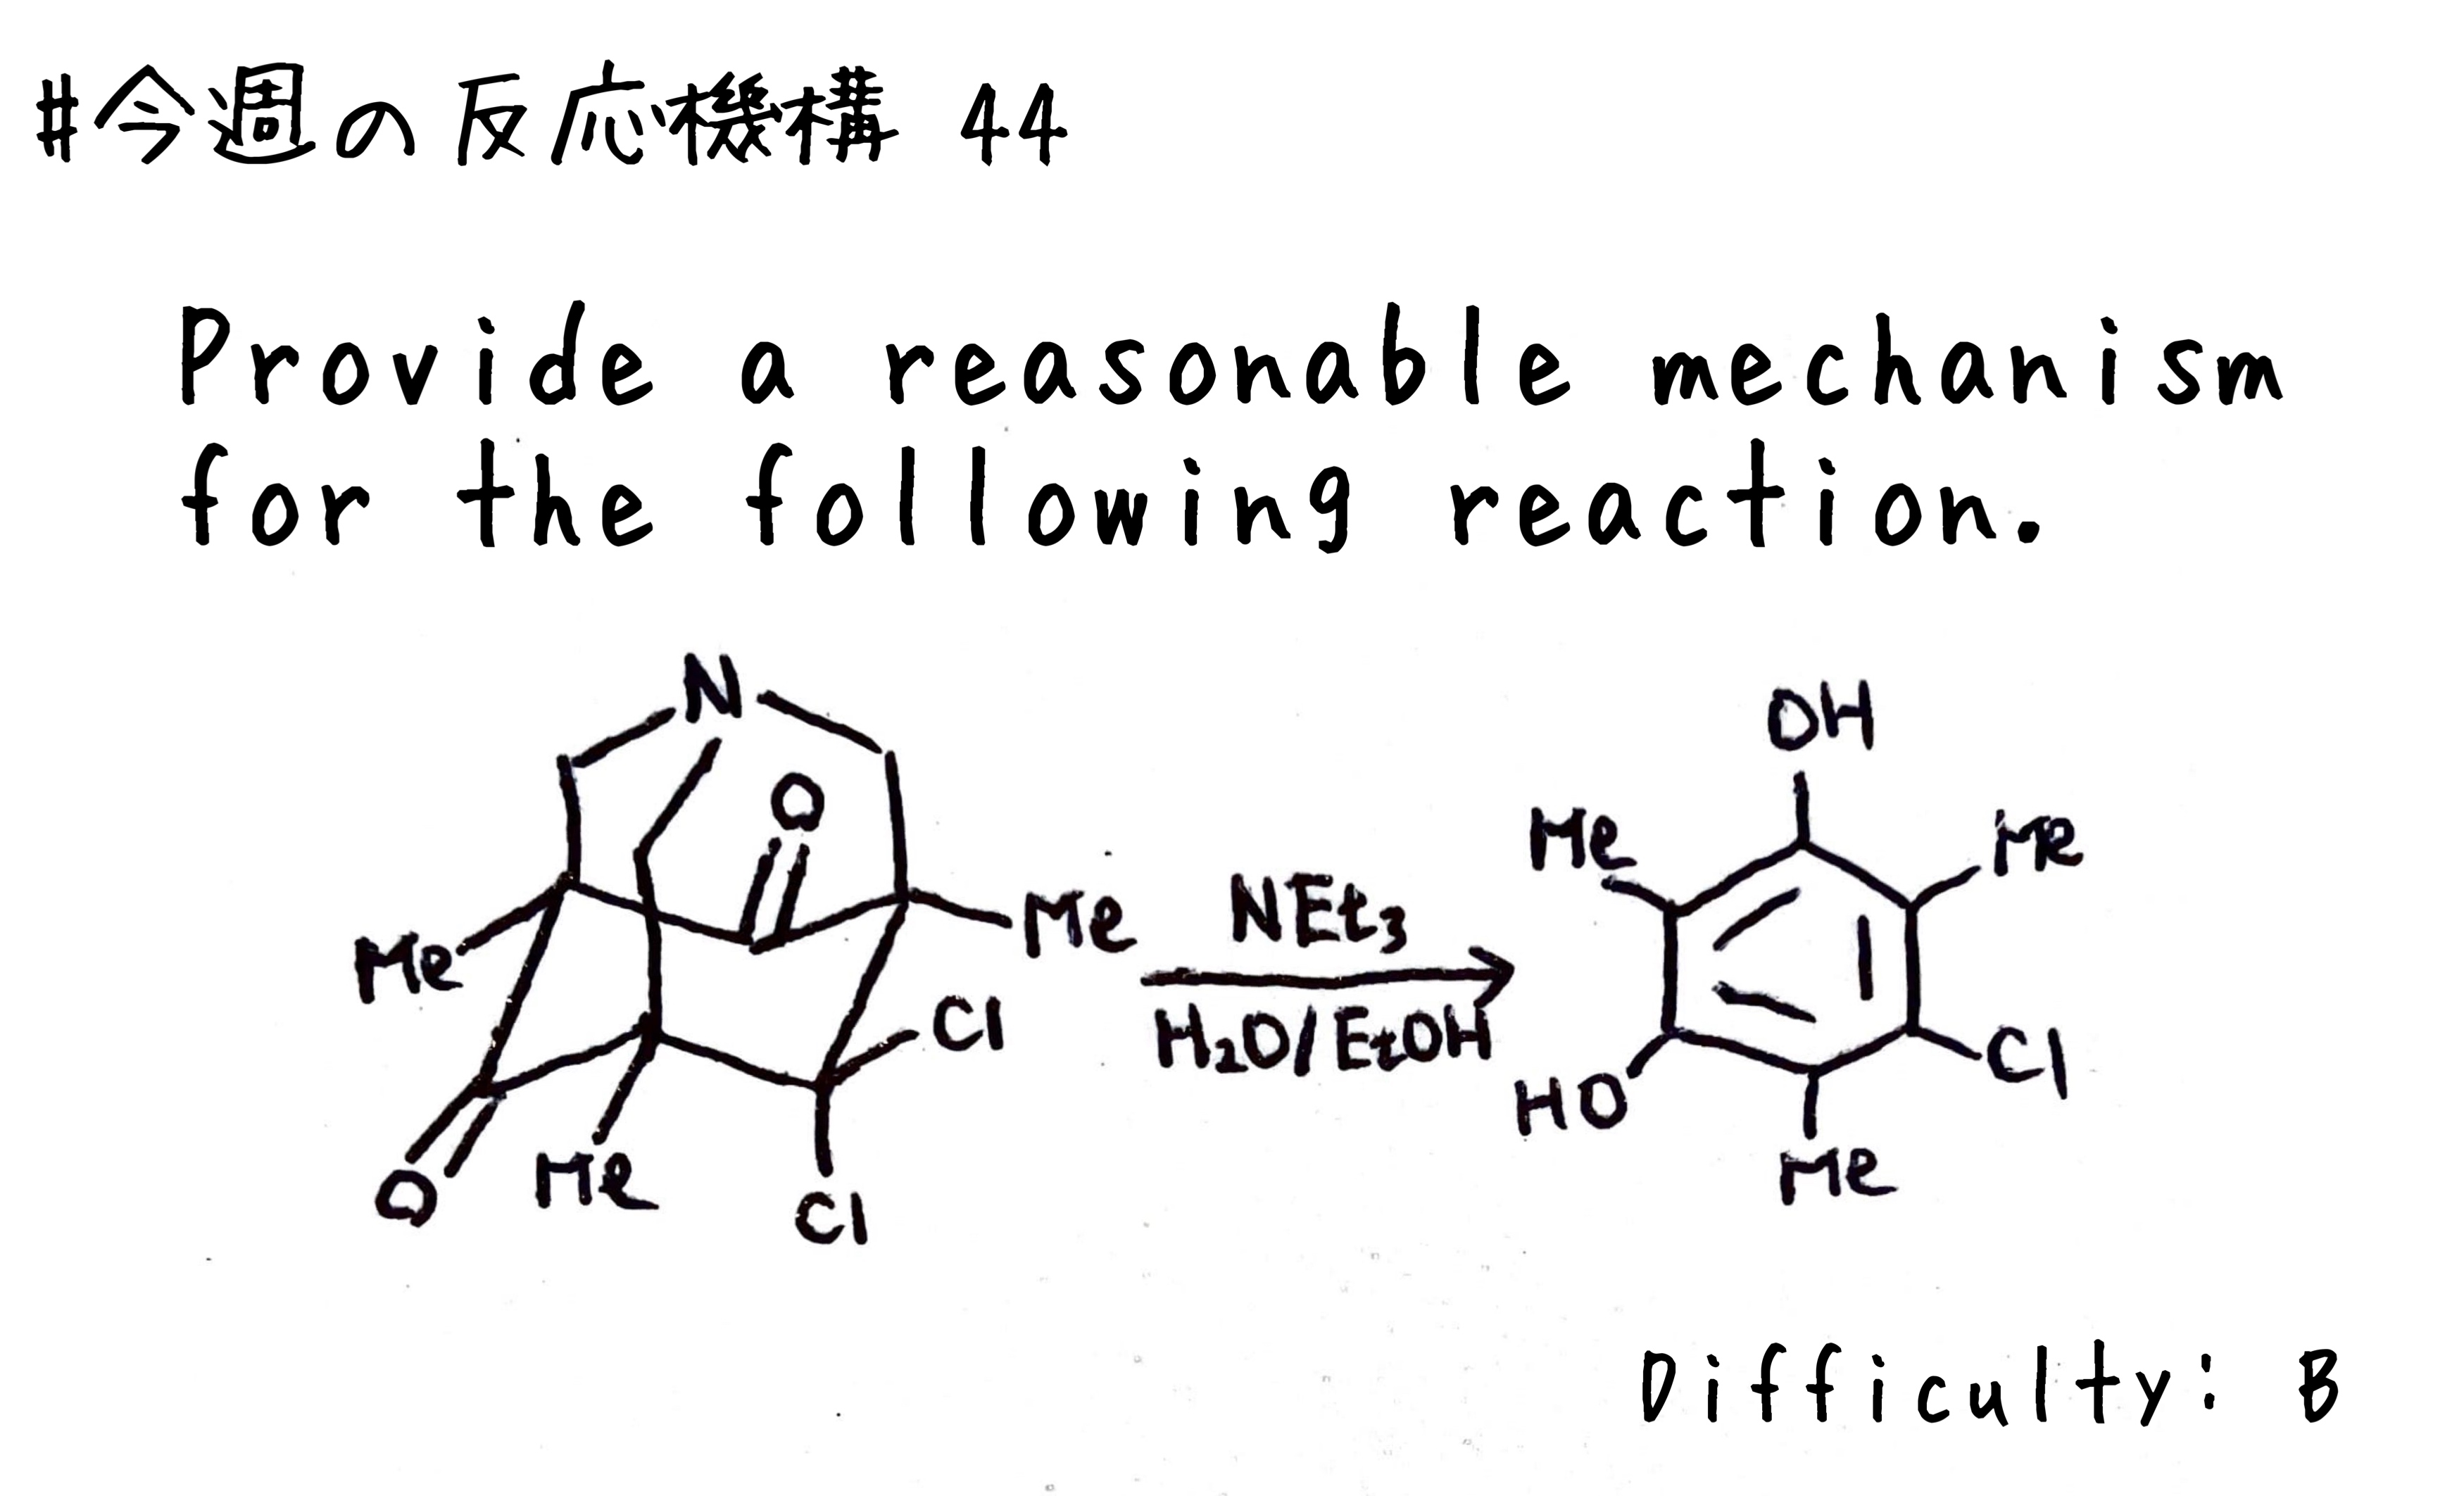 #今週の反応機構 44
Provide a reasonable mechanism
for the following reaction.
N
O
Me
Me
Cl
O
Me
Cl
NEt₃
H₂O/EtOH
OH
Me
Me
HO
Cl
Me
Difficulty: B